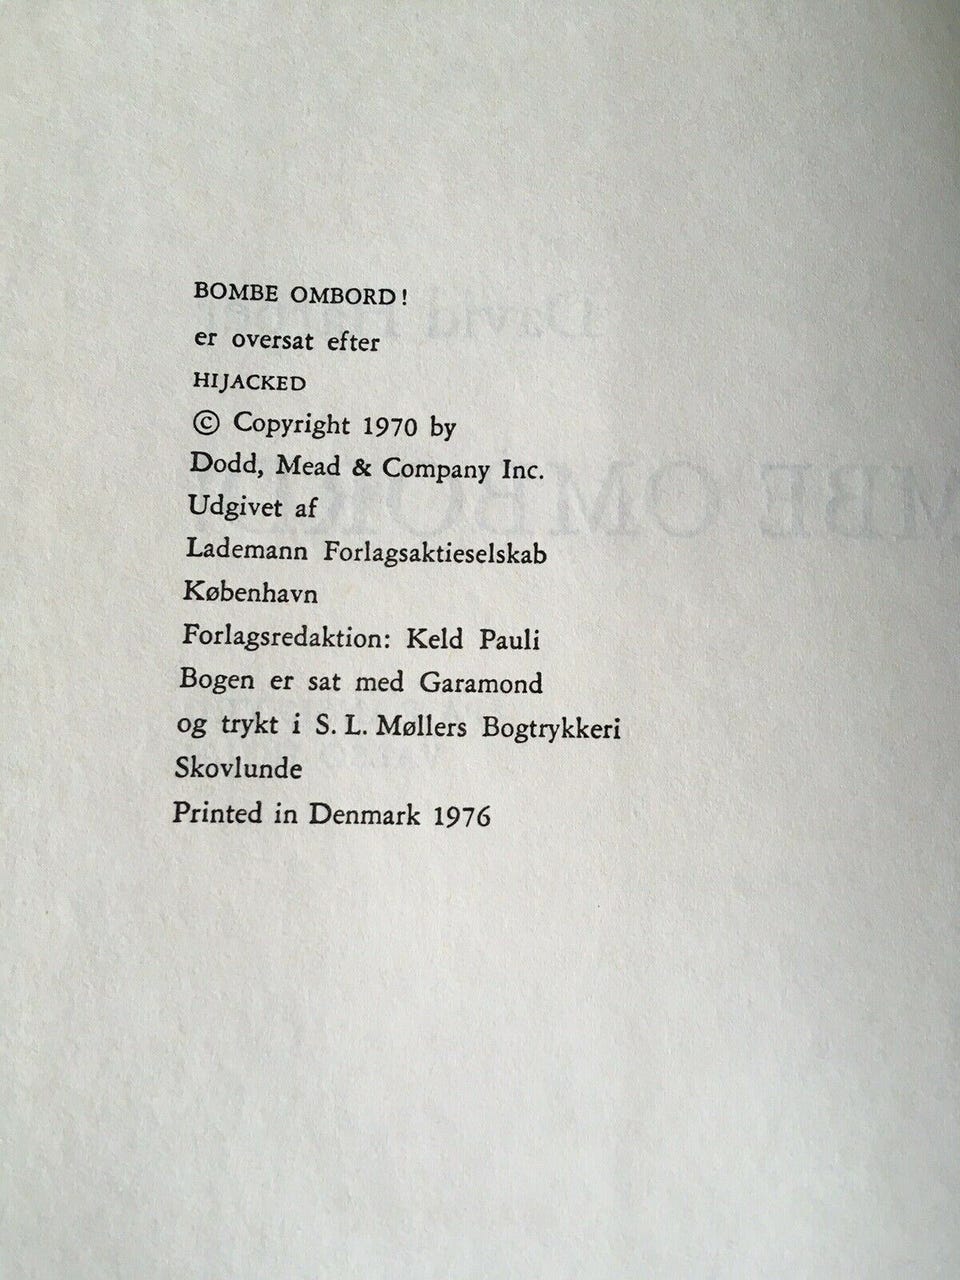 BOMBE OMBORD!
er oversat efter
HIJACKED
© Copyright 1970 by
Dodd, Mead & Company Inc.
Udgivet af
Lademann Forlagsaktieselskab
København
Forlagsredaktion: Keld Pauli
Bogen er sat med Garamond
og trykt i S. L. Møllers Bogtrykkeri
Skovlunde
Printed in Denmark 1976